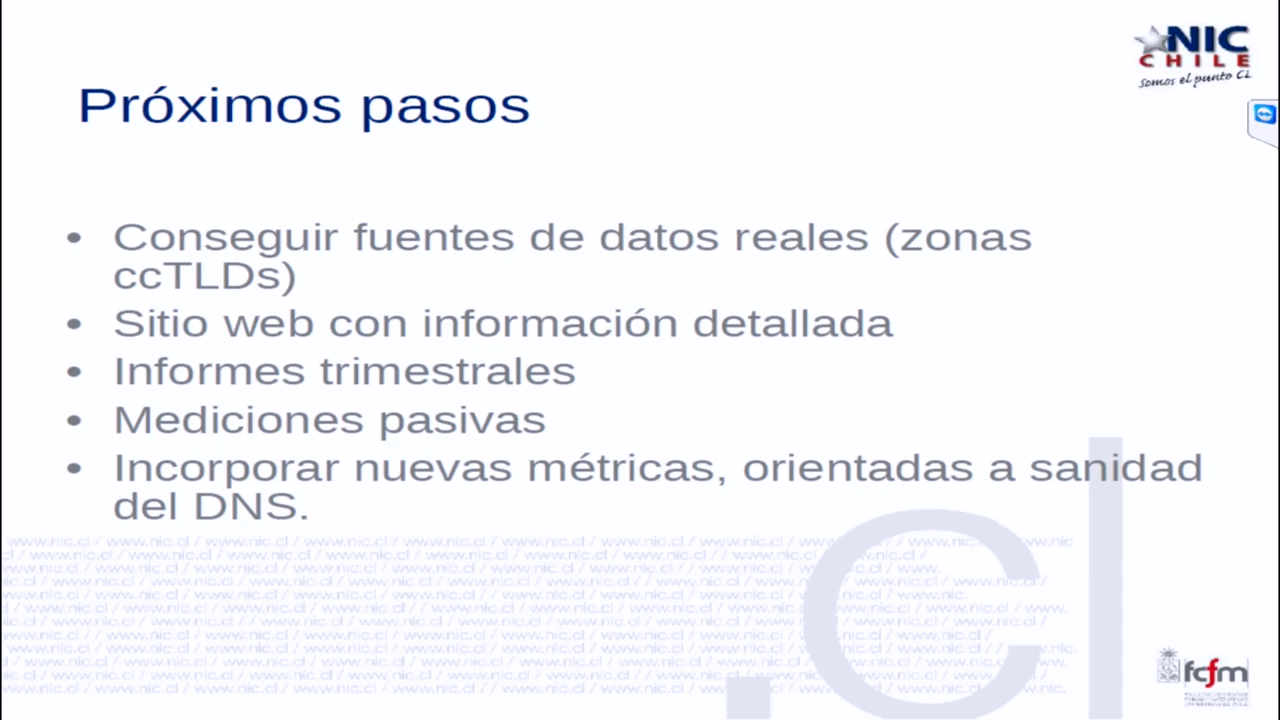 NIC
CHILE
Somos el punto CL
Próximos pasos
• Conseguir fuentes de datos reales (zonas
ccTLDs)
• Sitio web con información detallada
• Informes trimestrales
• Mediciones pasivas
• Incorporar nuevas métricas, orientadas a sanidad
del DNS.
.cl
fcfm